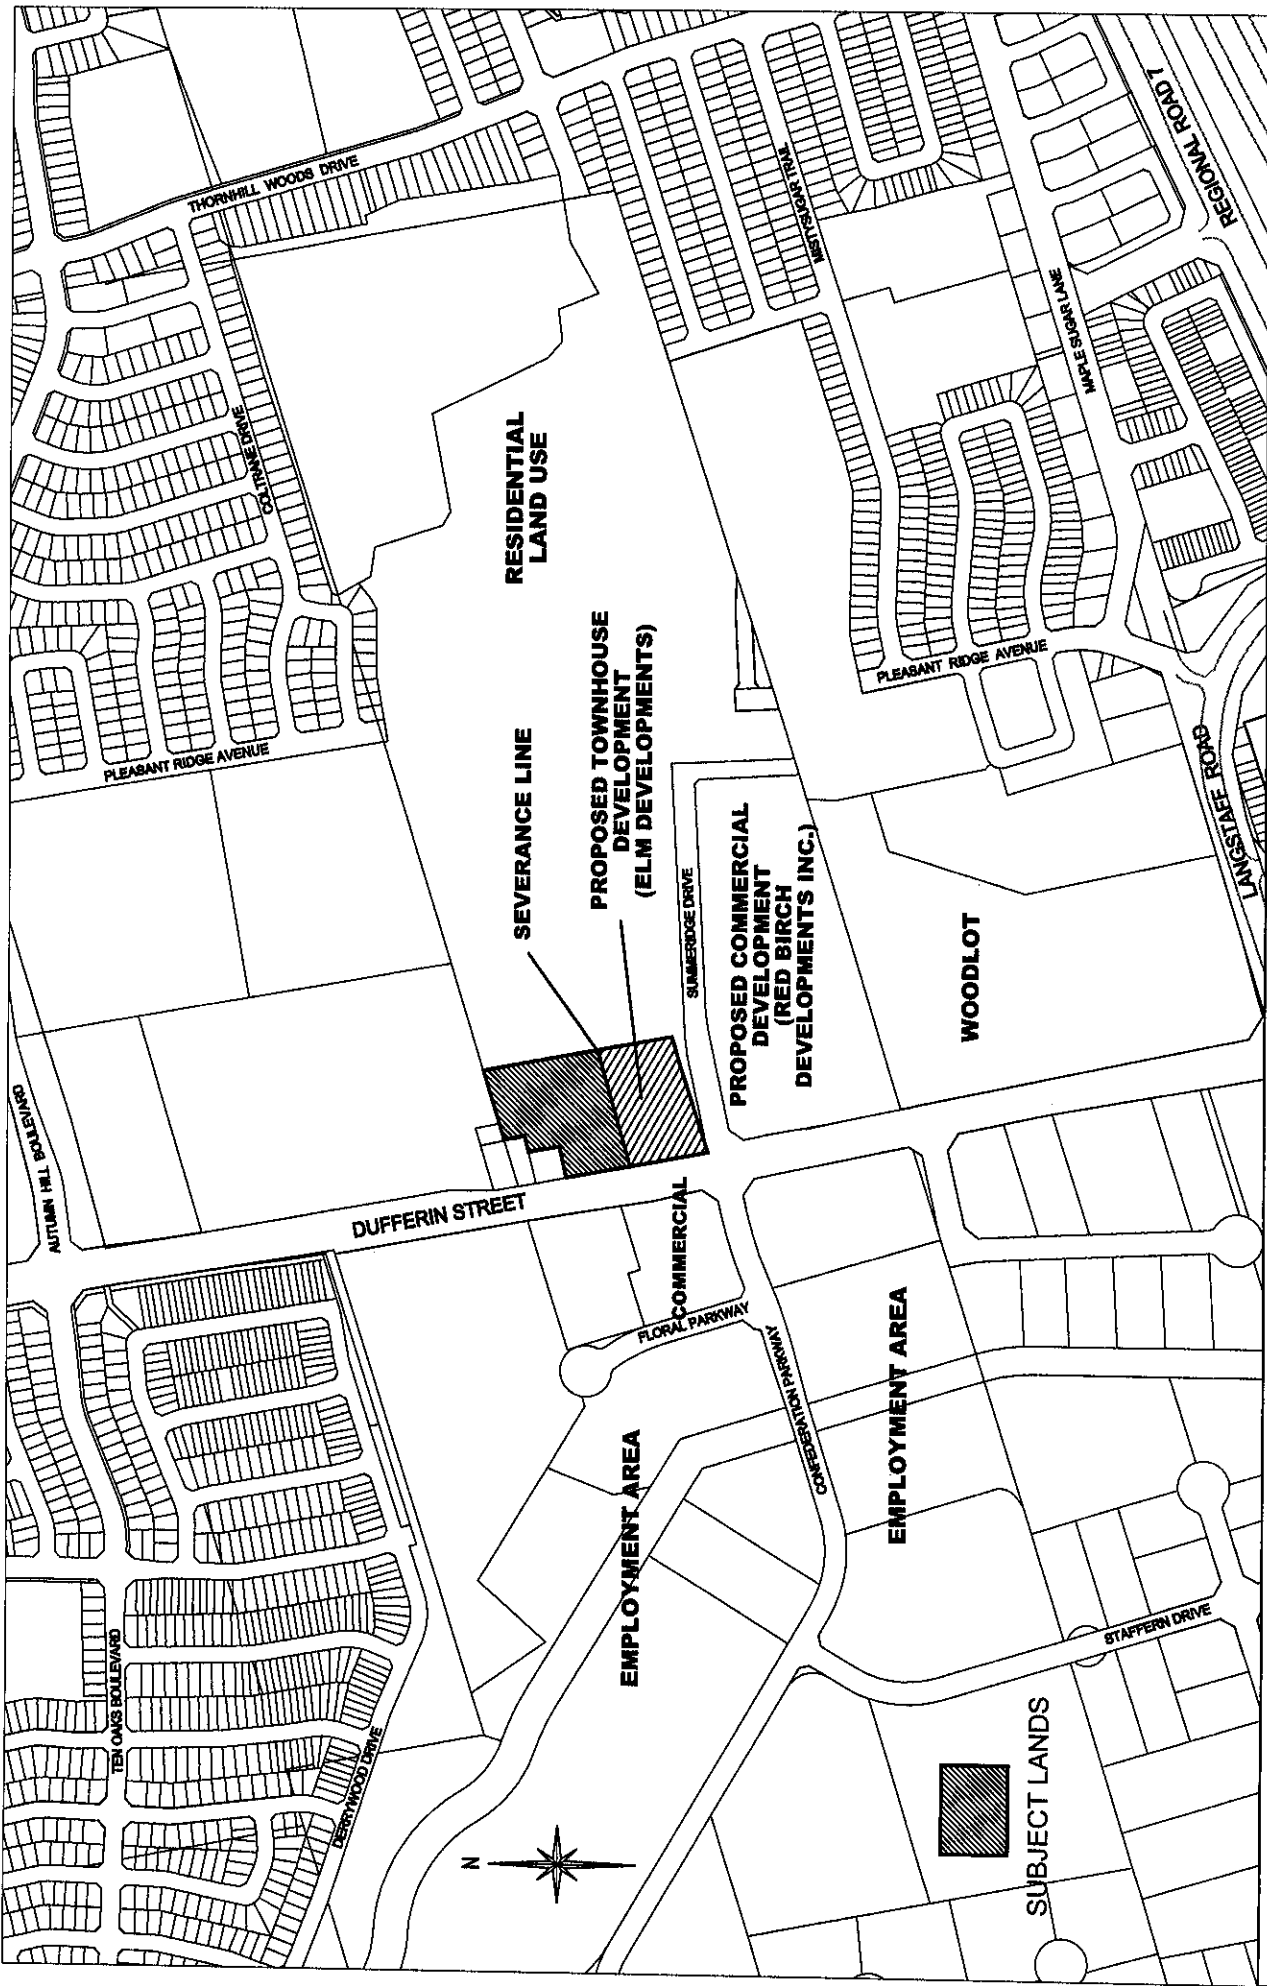 AUTUMN HILL BOULEVARD
THORNHILL WOODS DRIVE
COLTRANE DRIVE
PLEASANT RIDGE AVENUE
TEN OAKS BOULEVARD
DERRYWOOD DRIVE
DUFFERIN STREET
RESIDENTIAL
LAND USE
SEVERANCE LINE
PROPOSED TOWNHOUSE
DEVELOPMENT
(ELM DEVELOPMENTS)
SUMMERIDGE DRIVE
PROPOSED COMMERCIAL
DEVELOPMENT
(RED BIRCH
DEVELOPMENTS INC.)
COMMERCIAL
FLORAL PARKWAY
CONFEDERATION PARKWAY
EMPLOYMENT AREA
EMPLOYMENT AREA
WOODLOT
MISTYSUGAR TRAIL
MAPLE SUGAR LANE
PLEASANT RIDGE AVENUE
REGIONAL ROAD 7
LANGSTAFF ROAD
STAFFERN DRIVE
N
SUBJECT LANDS